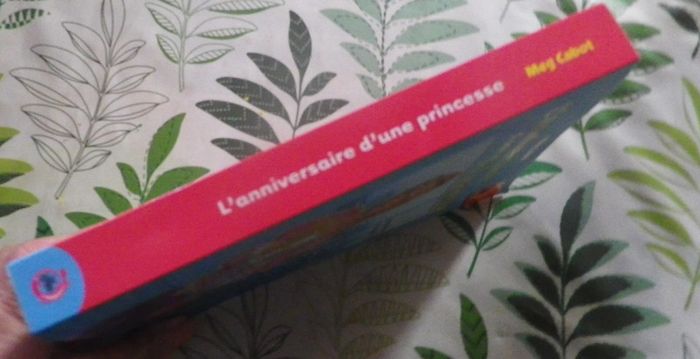 L'anniversaire d'une princesse Meg Cabot